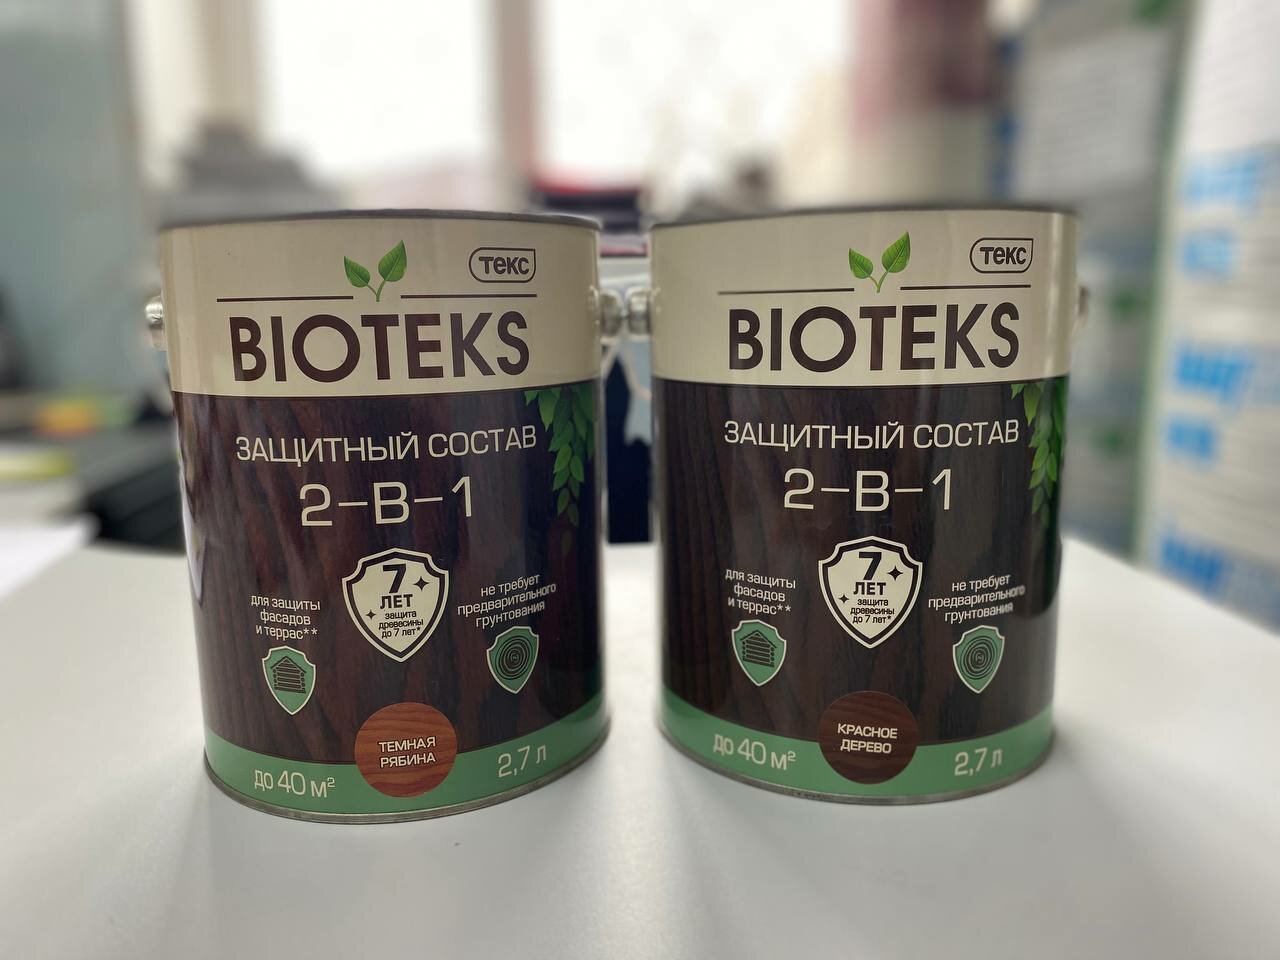 текс
BIOTEKS
ЗАЩИТНЫЙ СОСТАВ
2-В-1
для защиты
фасадов
и террас**
7
ЛЕТ
защита
древесины
до 7 лет*
не требует
предварительного
грунтования
до 40 м²
ТЕМНАЯ
РЯБИНА
2,7 л
текс
BIOTEKS
ЗАЩИТНЫЙ СОСТАВ
2-В-1
для защиты
фасадов
и террас**
7
ЛЕТ
защита
древесины
до 7 лет*
не требует
предварительного
грунтования
до 40 м²
КРАСНОЕ
ДЕРЕВО
2,7 л